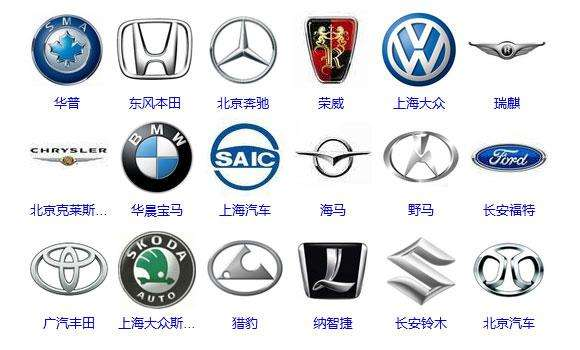 SMA
华普 东风本田 北京奔驰 荣威 上海大众 瑞麒
CHRYSLER BMW SAIC Ford
北京克莱斯... 华晨宝马 上海汽车 海马 野马 长安福特
SKODA
AUTO
广汽丰田 上海大众斯... 猎豹 纳智捷 长安铃木 北京汽车